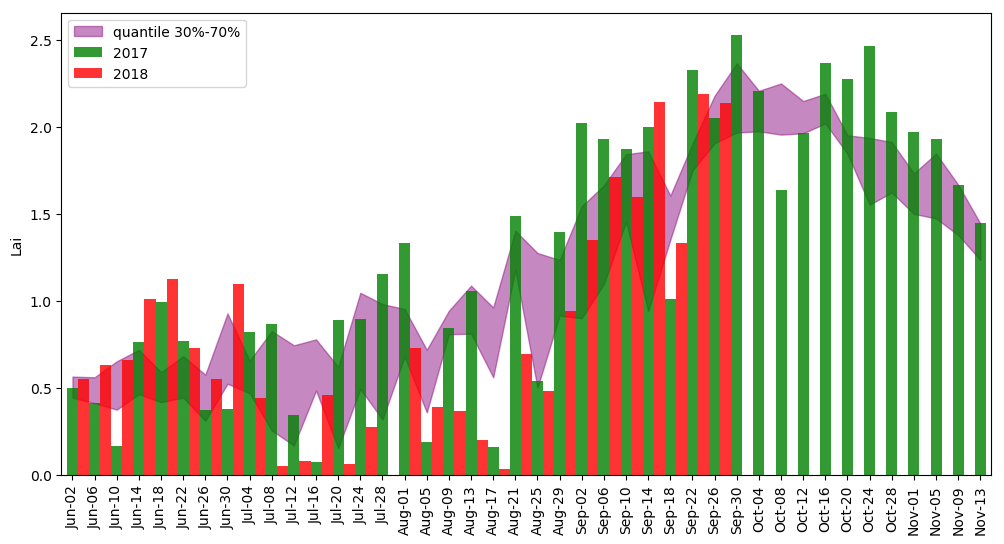 quantile 30%-70%
2017
2018
Lai
2.5
2.0
1.5
1.0
0.5
0.0
Jun-02
Jun-06
Jun-10
Jun-14
Jun-18
Jun-22
Jun-26
Jun-30
Jul-04
Jul-08
Jul-12
Jul-16
Jul-20
Jul-24
Jul-28
Aug-01
Aug-05
Aug-09
Aug-13
Aug-17
Aug-21
Aug-25
Aug-29
Sep-02
Sep-06
Sep-10
Sep-14
Sep-18
Sep-22
Sep-26
Sep-30
Oct-04
Oct-08
Oct-12
Oct-16
Oct-20
Oct-24
Oct-28
Nov-01
Nov-05
Nov-09
Nov-13